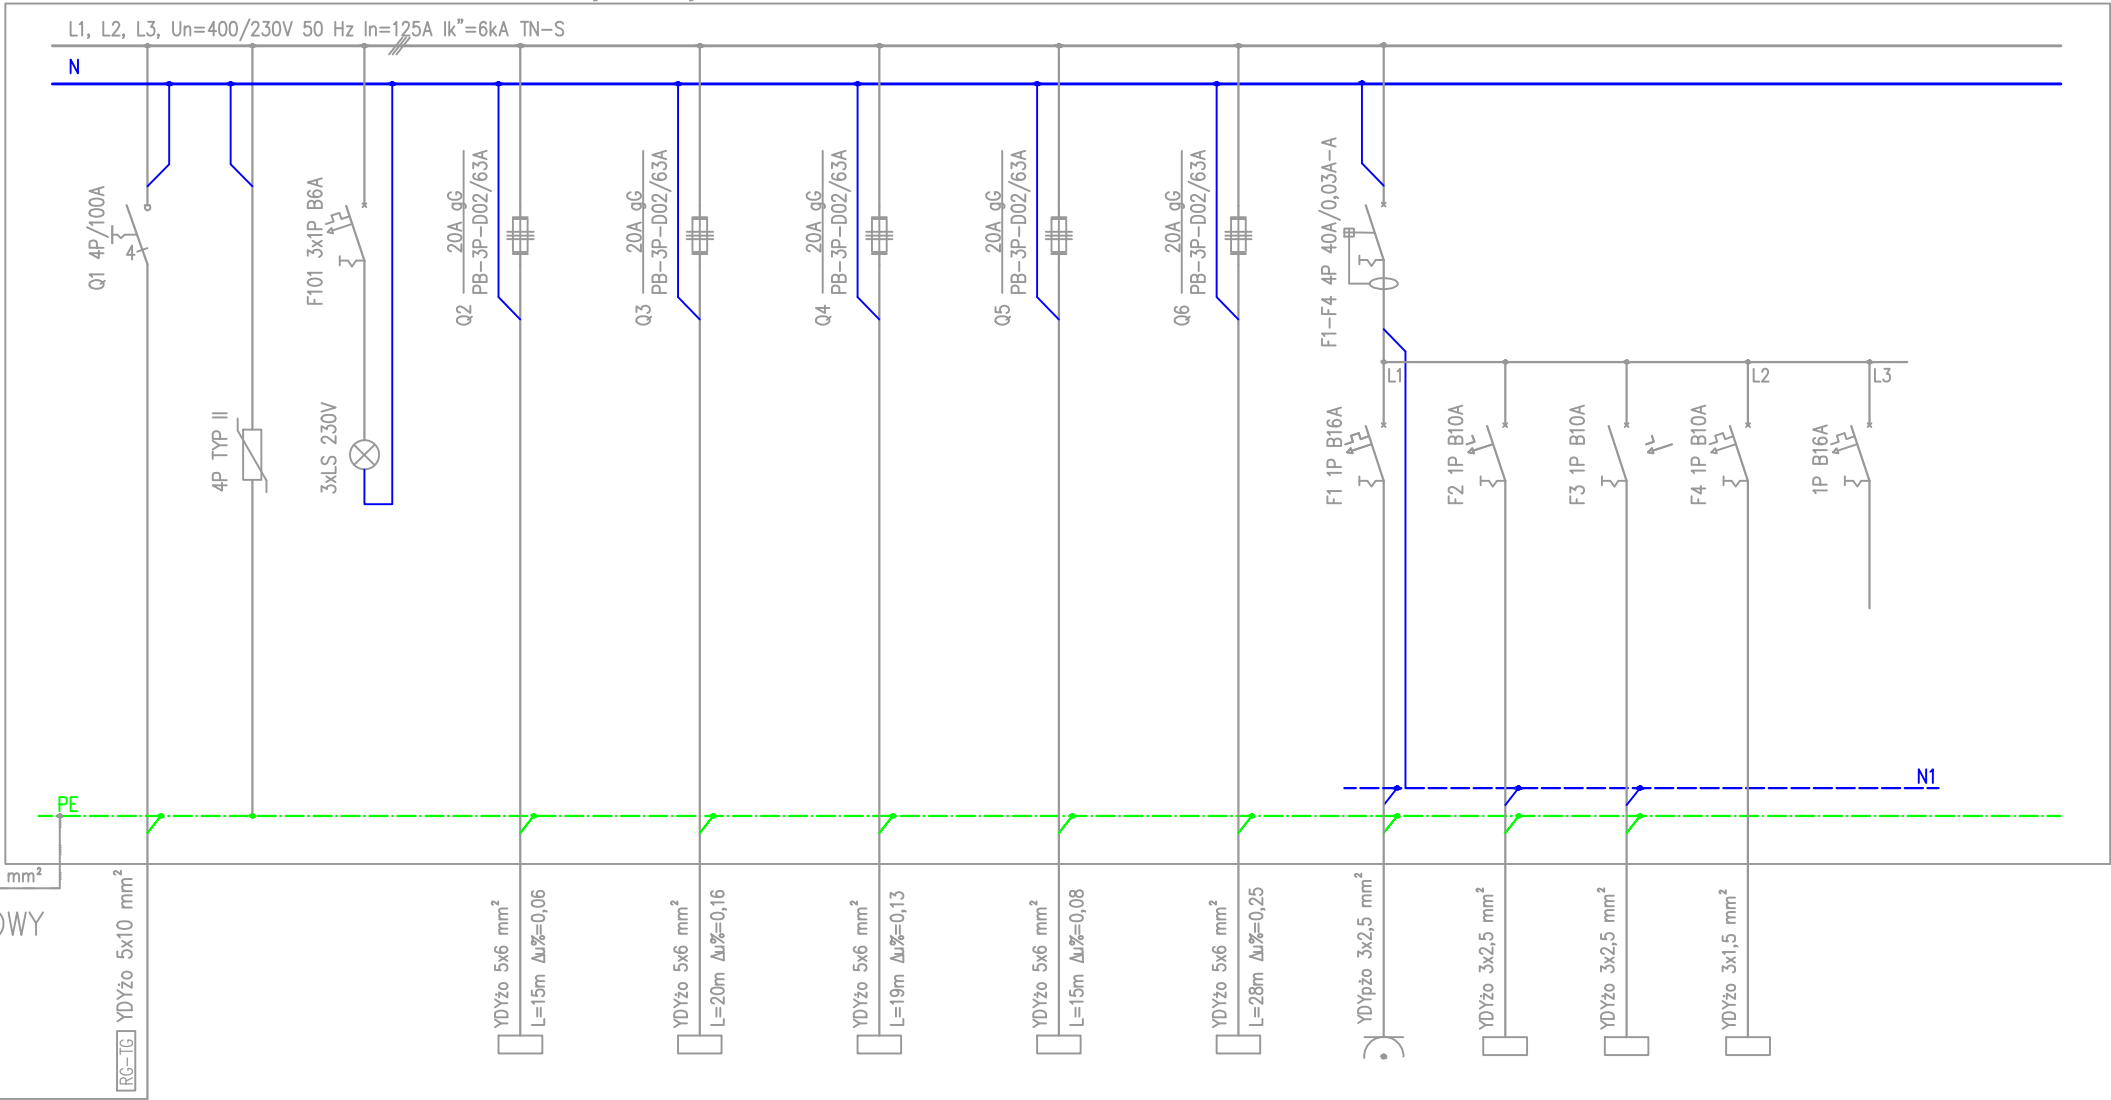 L1, L2, L3, Un=400/230V 50 Hz In=125A Ik"=6kA TN-S
N
Q1 4P/100A
4
4P TYP II
F101 3x1P B6A
3xLS 230V
Q2
20A gG
PB-3P-D02/63A
Q3
20A gG
PB-3P-D02/63A
Q4
20A gG
PB-3P-D02/63A
Q5
20A gG
PB-3P-D02/63A
Q6
20A gG
PB-3P-D02/63A
F1-F4 4P 40A/0,03A-A
L1
L2
L3
F1 1P B16A
F2 1P B10A
F3 1P B10A
F4 1P B10A
1P B16A
N1
PE
mm²
OWY
RG-TG
YDYżo 5x10 mm²
YDYżo 5x6 mm²
L=15m Δu%=0,06
YDYżo 5x6 mm²
L=20m Δu%=0,16
YDYżo 5x6 mm²
L=19m Δu%=0,13
YDYżo 5x6 mm²
L=15m Δu%=0,08
YDYżo 5x6 mm²
L=28m Δu%=0,25
YDYpżo 3x2,5 mm²
YDYżo 3x2,5 mm²
YDYżo 3x2,5 mm²
YDYżo 3x1,5 mm²